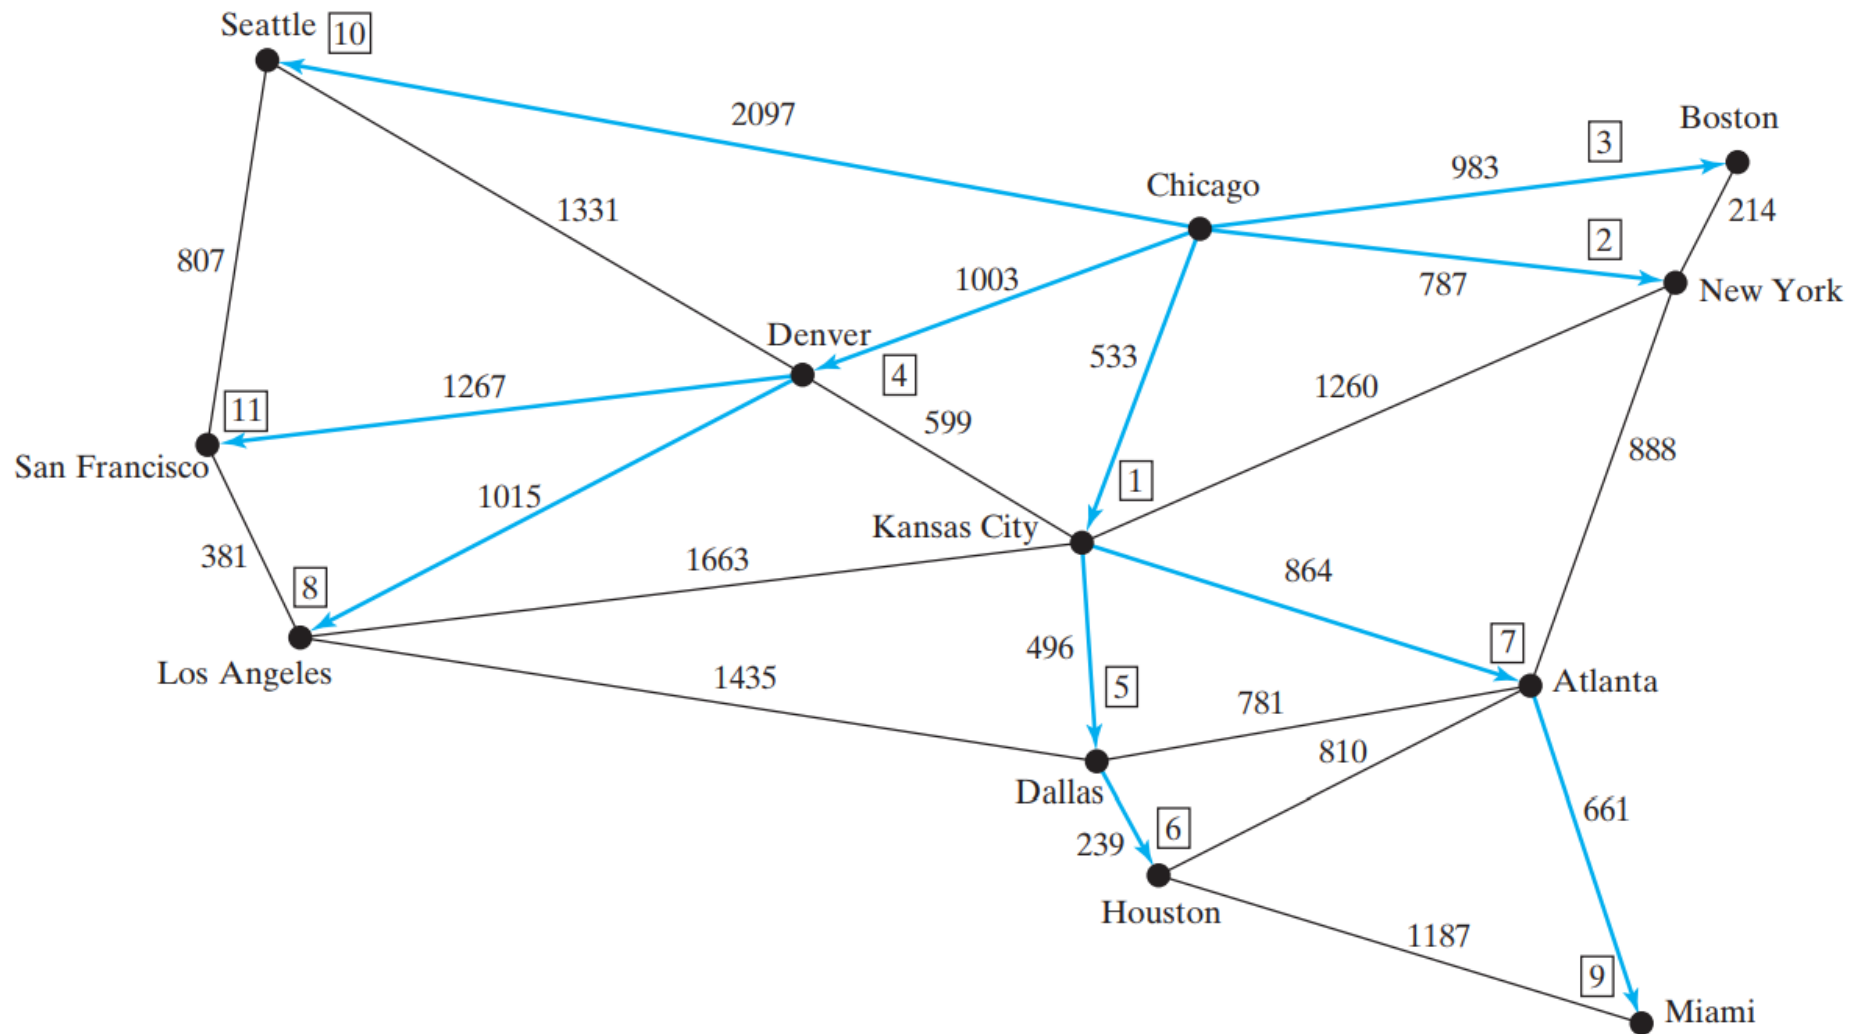 Seattle 10
2097
Boston
3
983
Chicago
1331
214
2
807
1003
787
New York
Denver
533
4
1267
1260
11
599
888
San Francisco
1
1015
Kansas City
381
1663
864
8
496
7
Los Angeles
1435
5
781
Atlanta
810
Dallas
661
6
239
Houston
1187
9
Miami